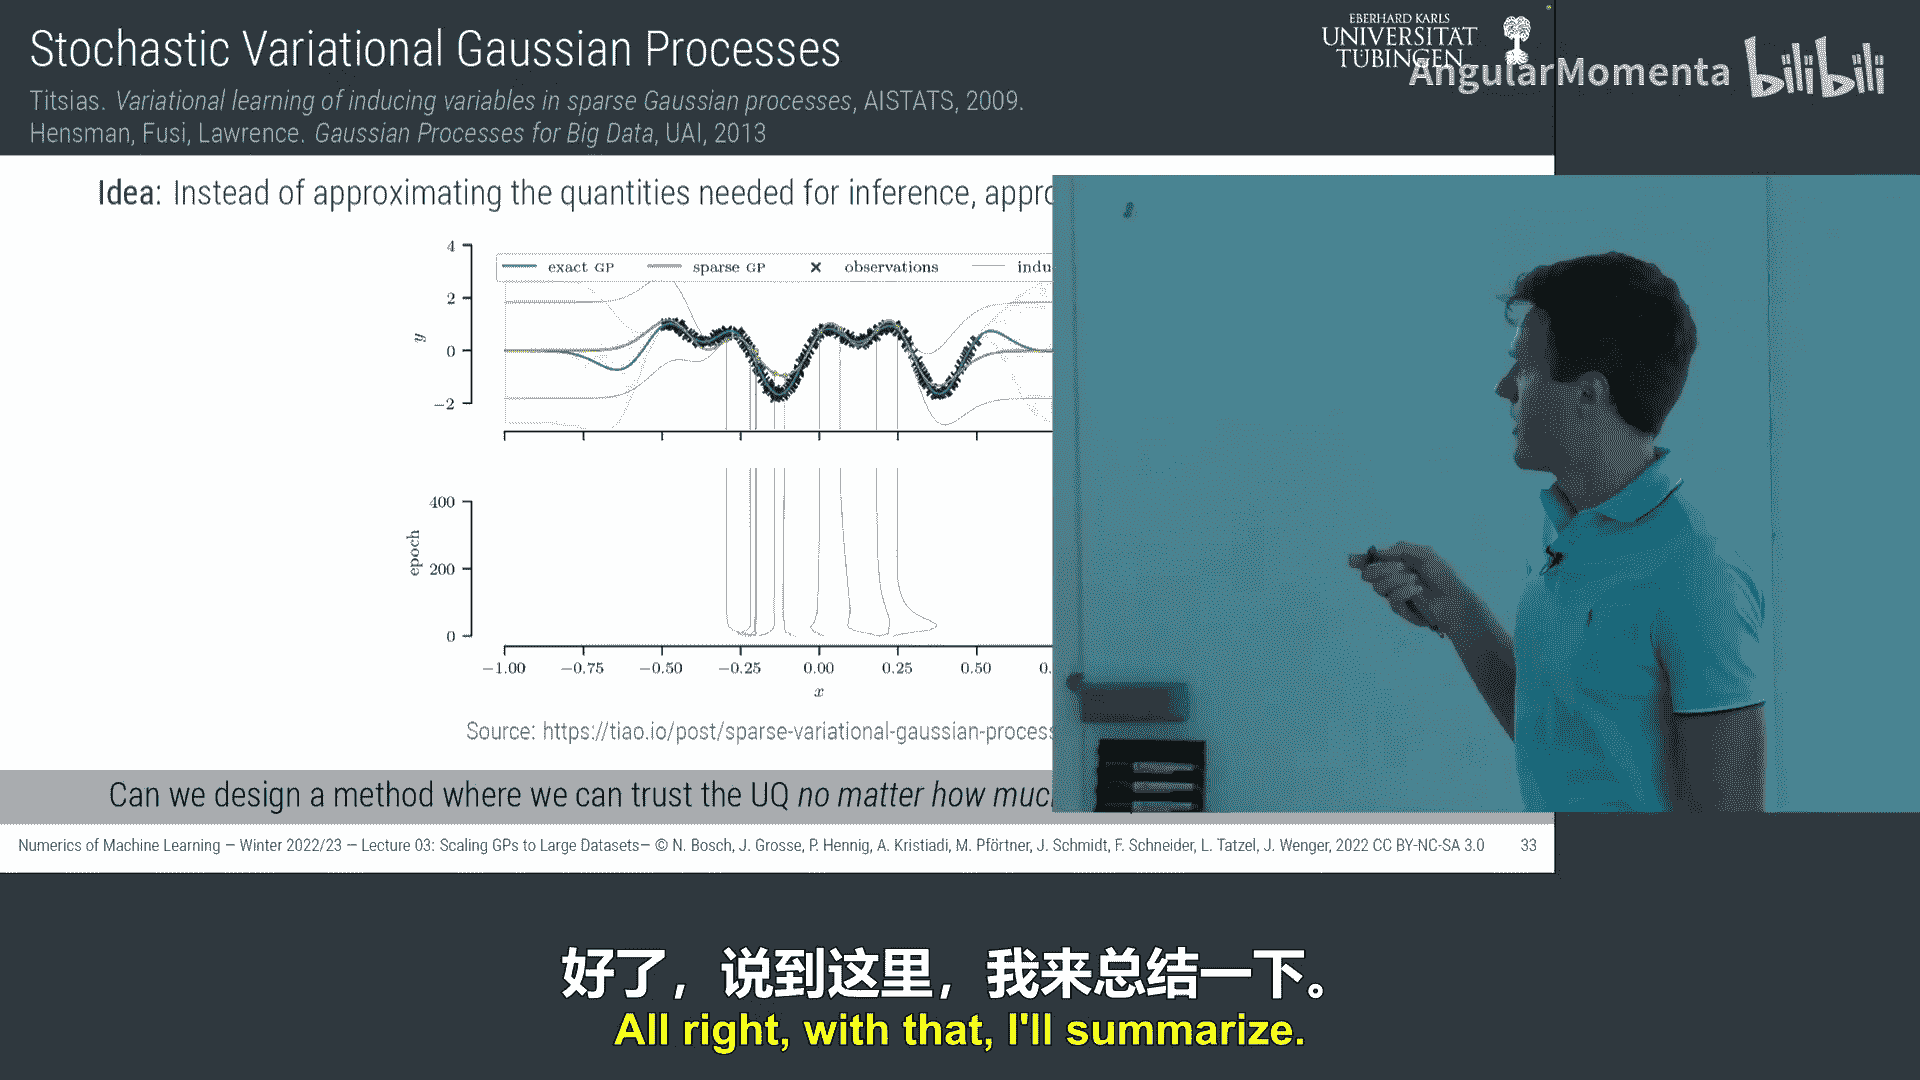 Stochastic Variational Gaussian Processes
Titsias. Variational learning of inducing variables in sparse Gaussian processes, AISTATS, 2009.
Hensman, Fusi, Lawrence. Gaussian Processes for Big Data, UAI, 2013
EBERHARD KARLS
UNIVERSITÄT
TÜBINGEN
AngularMomenta bilibili
Idea: Instead of approximating the quantities needed for inference, appro
4
exact GP sparse GP observations indu
2
y
0
−2
400
epoch
200
0
−1.00 −0.75 −0.50 −0.25 0.00 0.25 0.50 0.
x
Source: https://tiao.io/post/sparse-variational-gaussian-process
Can we design a method where we can trust the UQ no matter how muc
Numerics of Machine Learning — Winter 2022/23 — Lecture 03: Scaling GPs to Large Datasets— © N. Bosch, J. Grosse, P. Hennig, A. Kristiadi, M. Pförtner, J. Schmidt, F. Schneider, L. Tatzel, J. Wenger, 2022 CC BY-NC-SA 3.0 33
好了，说到这里，我来总结一下。
All right, with that, I'll summarize.